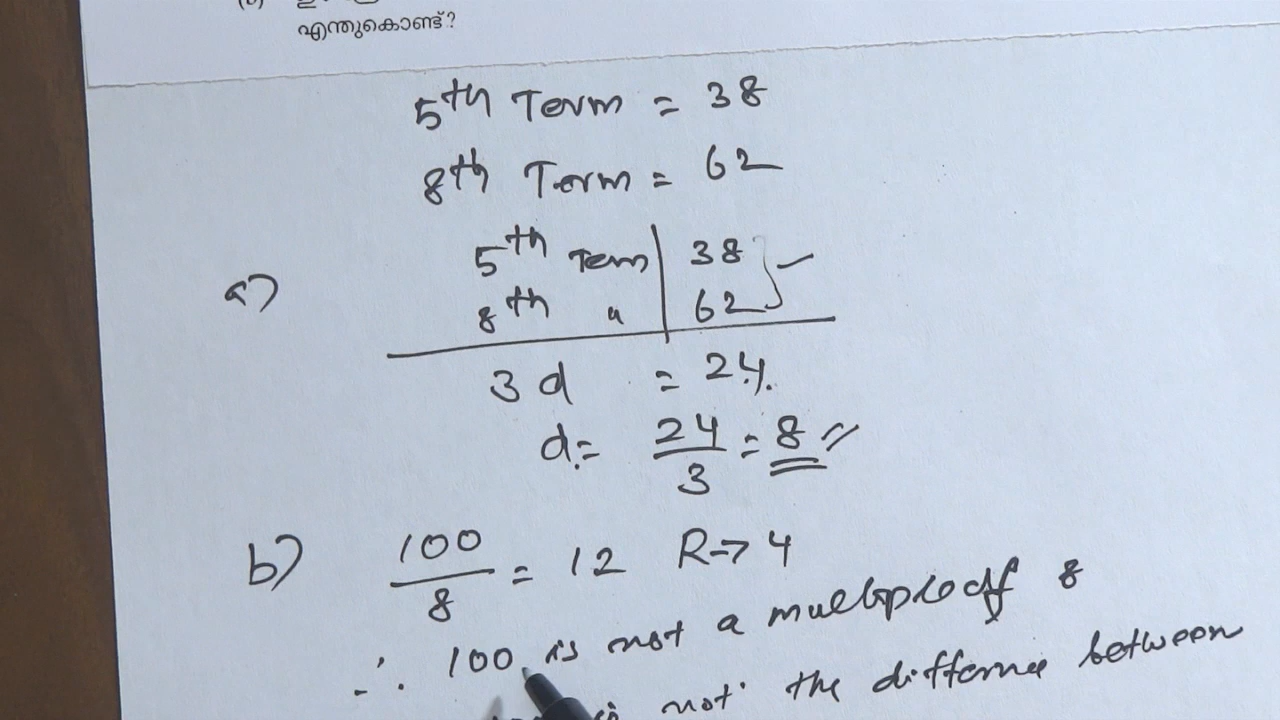 എന്തുകൊണ്ട്?
5th Term = 38
8th Term = 62
a) 5th Term | 38
8th " | 62
3d = 24.
d = 24/3 = 8 //
b) 100/8 = 12 R→ 4
∴ 100 is not a multiple of 8
is not the difference between